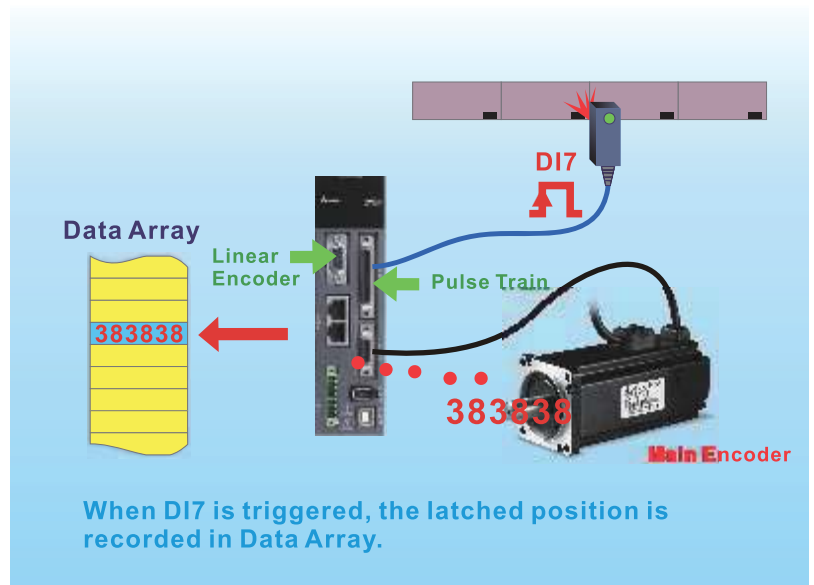 DI7
Data Array
Linear
Encoder
Pulse Train
383838
383838
Main Encoder
When DI7 is triggered, the latched position is
recorded in Data Array.